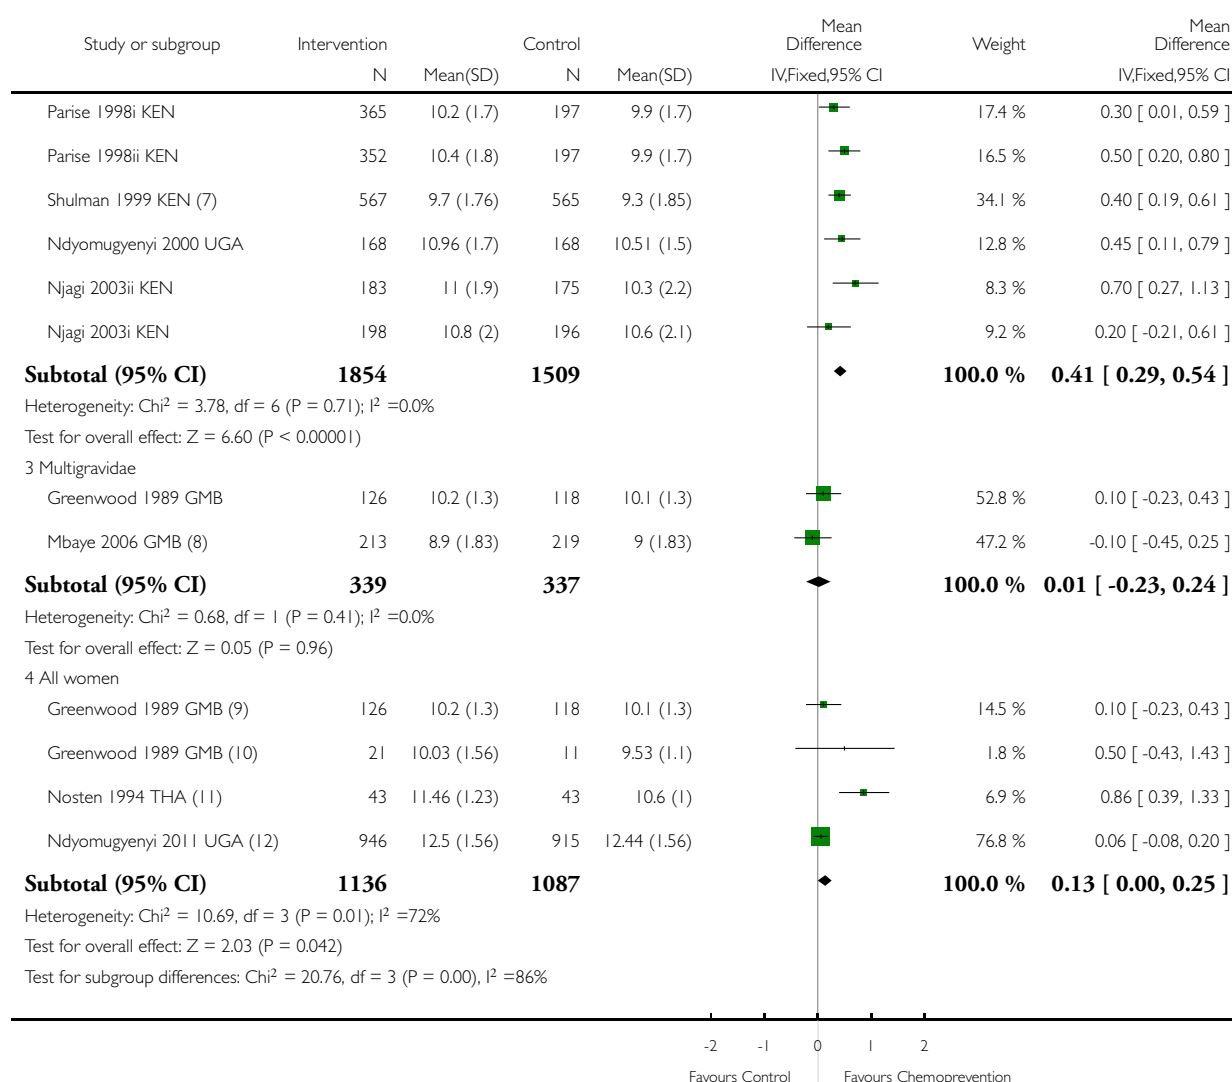 Study or subgroup Intervention Control Mean Difference Weight Mean Difference
N Mean(SD) N Mean(SD) IV,Fixed,95% CI IV,Fixed,95% CI
Parise 1998i KEN 365 10.2 (1.7) 197 9.9 (1.7) 17.4 % 0.30 [ 0.01, 0.59 ]
Parise 1998ii KEN 352 10.4 (1.8) 197 9.9 (1.7) 16.5 % 0.50 [ 0.20, 0.80 ]
Shulman 1999 KEN (7) 567 9.7 (1.76) 565 9.3 (1.85) 34.1 % 0.40 [ 0.19, 0.61 ]
Ndyomugyenyi 2000 UGA 168 10.96 (1.7) 168 10.51 (1.5) 12.8 % 0.45 [ 0.11, 0.79 ]
Njagi 2003ii KEN 183 11 (1.9) 175 10.3 (2.2) 8.3 % 0.70 [ 0.27, 1.13 ]
Njagi 2003i KEN 198 10.8 (2) 196 10.6 (2.1) 9.2 % 0.20 [ -0.21, 0.61 ]
Subtotal (95% CI) 1854 1509 100.0 % 0.41 [ 0.29, 0.54 ]
Heterogeneity: Chi² = 3.78, df = 6 (P = 0.71); I² =0.0%
Test for overall effect: Z = 6.60 (P < 0.00001)
3 Multigravidae
Greenwood 1989 GMB 126 10.2 (1.3) 118 10.1 (1.3) 52.8 % 0.10 [ -0.23, 0.43 ]
Mbaye 2006 GMB (8) 213 8.9 (1.83) 219 9 (1.83) 47.2 % -0.10 [ -0.45, 0.25 ]
Subtotal (95% CI) 339 337 100.0 % 0.01 [ -0.23, 0.24 ]
Heterogeneity: Chi² = 0.68, df = 1 (P = 0.41); I² =0.0%
Test for overall effect: Z = 0.05 (P = 0.96)
4 All women
Greenwood 1989 GMB (9) 126 10.2 (1.3) 118 10.1 (1.3) 14.5 % 0.10 [ -0.23, 0.43 ]
Greenwood 1989 GMB (10) 21 10.03 (1.56) 11 9.53 (1.1) 1.8 % 0.50 [ -0.43, 1.43 ]
Nosten 1994 THA (11) 43 11.46 (1.23) 43 10.6 (1) 6.9 % 0.86 [ 0.39, 1.33 ]
Ndyomugyenyi 2011 UGA (12) 946 12.5 (1.56) 915 12.44 (1.56) 76.8 % 0.06 [ -0.08, 0.20 ]
Subtotal (95% CI) 1136 1087 100.0 % 0.13 [ 0.00, 0.25 ]
Heterogeneity: Chi² = 10.69, df = 3 (P = 0.01); I² =72%
Test for overall effect: Z = 2.03 (P = 0.042)
Test for subgroup differences: Chi² = 20.76, df = 3 (P = 0.00), I² =86%
-2 -1 0 1 2
Favours Control Favours Chemoprevention